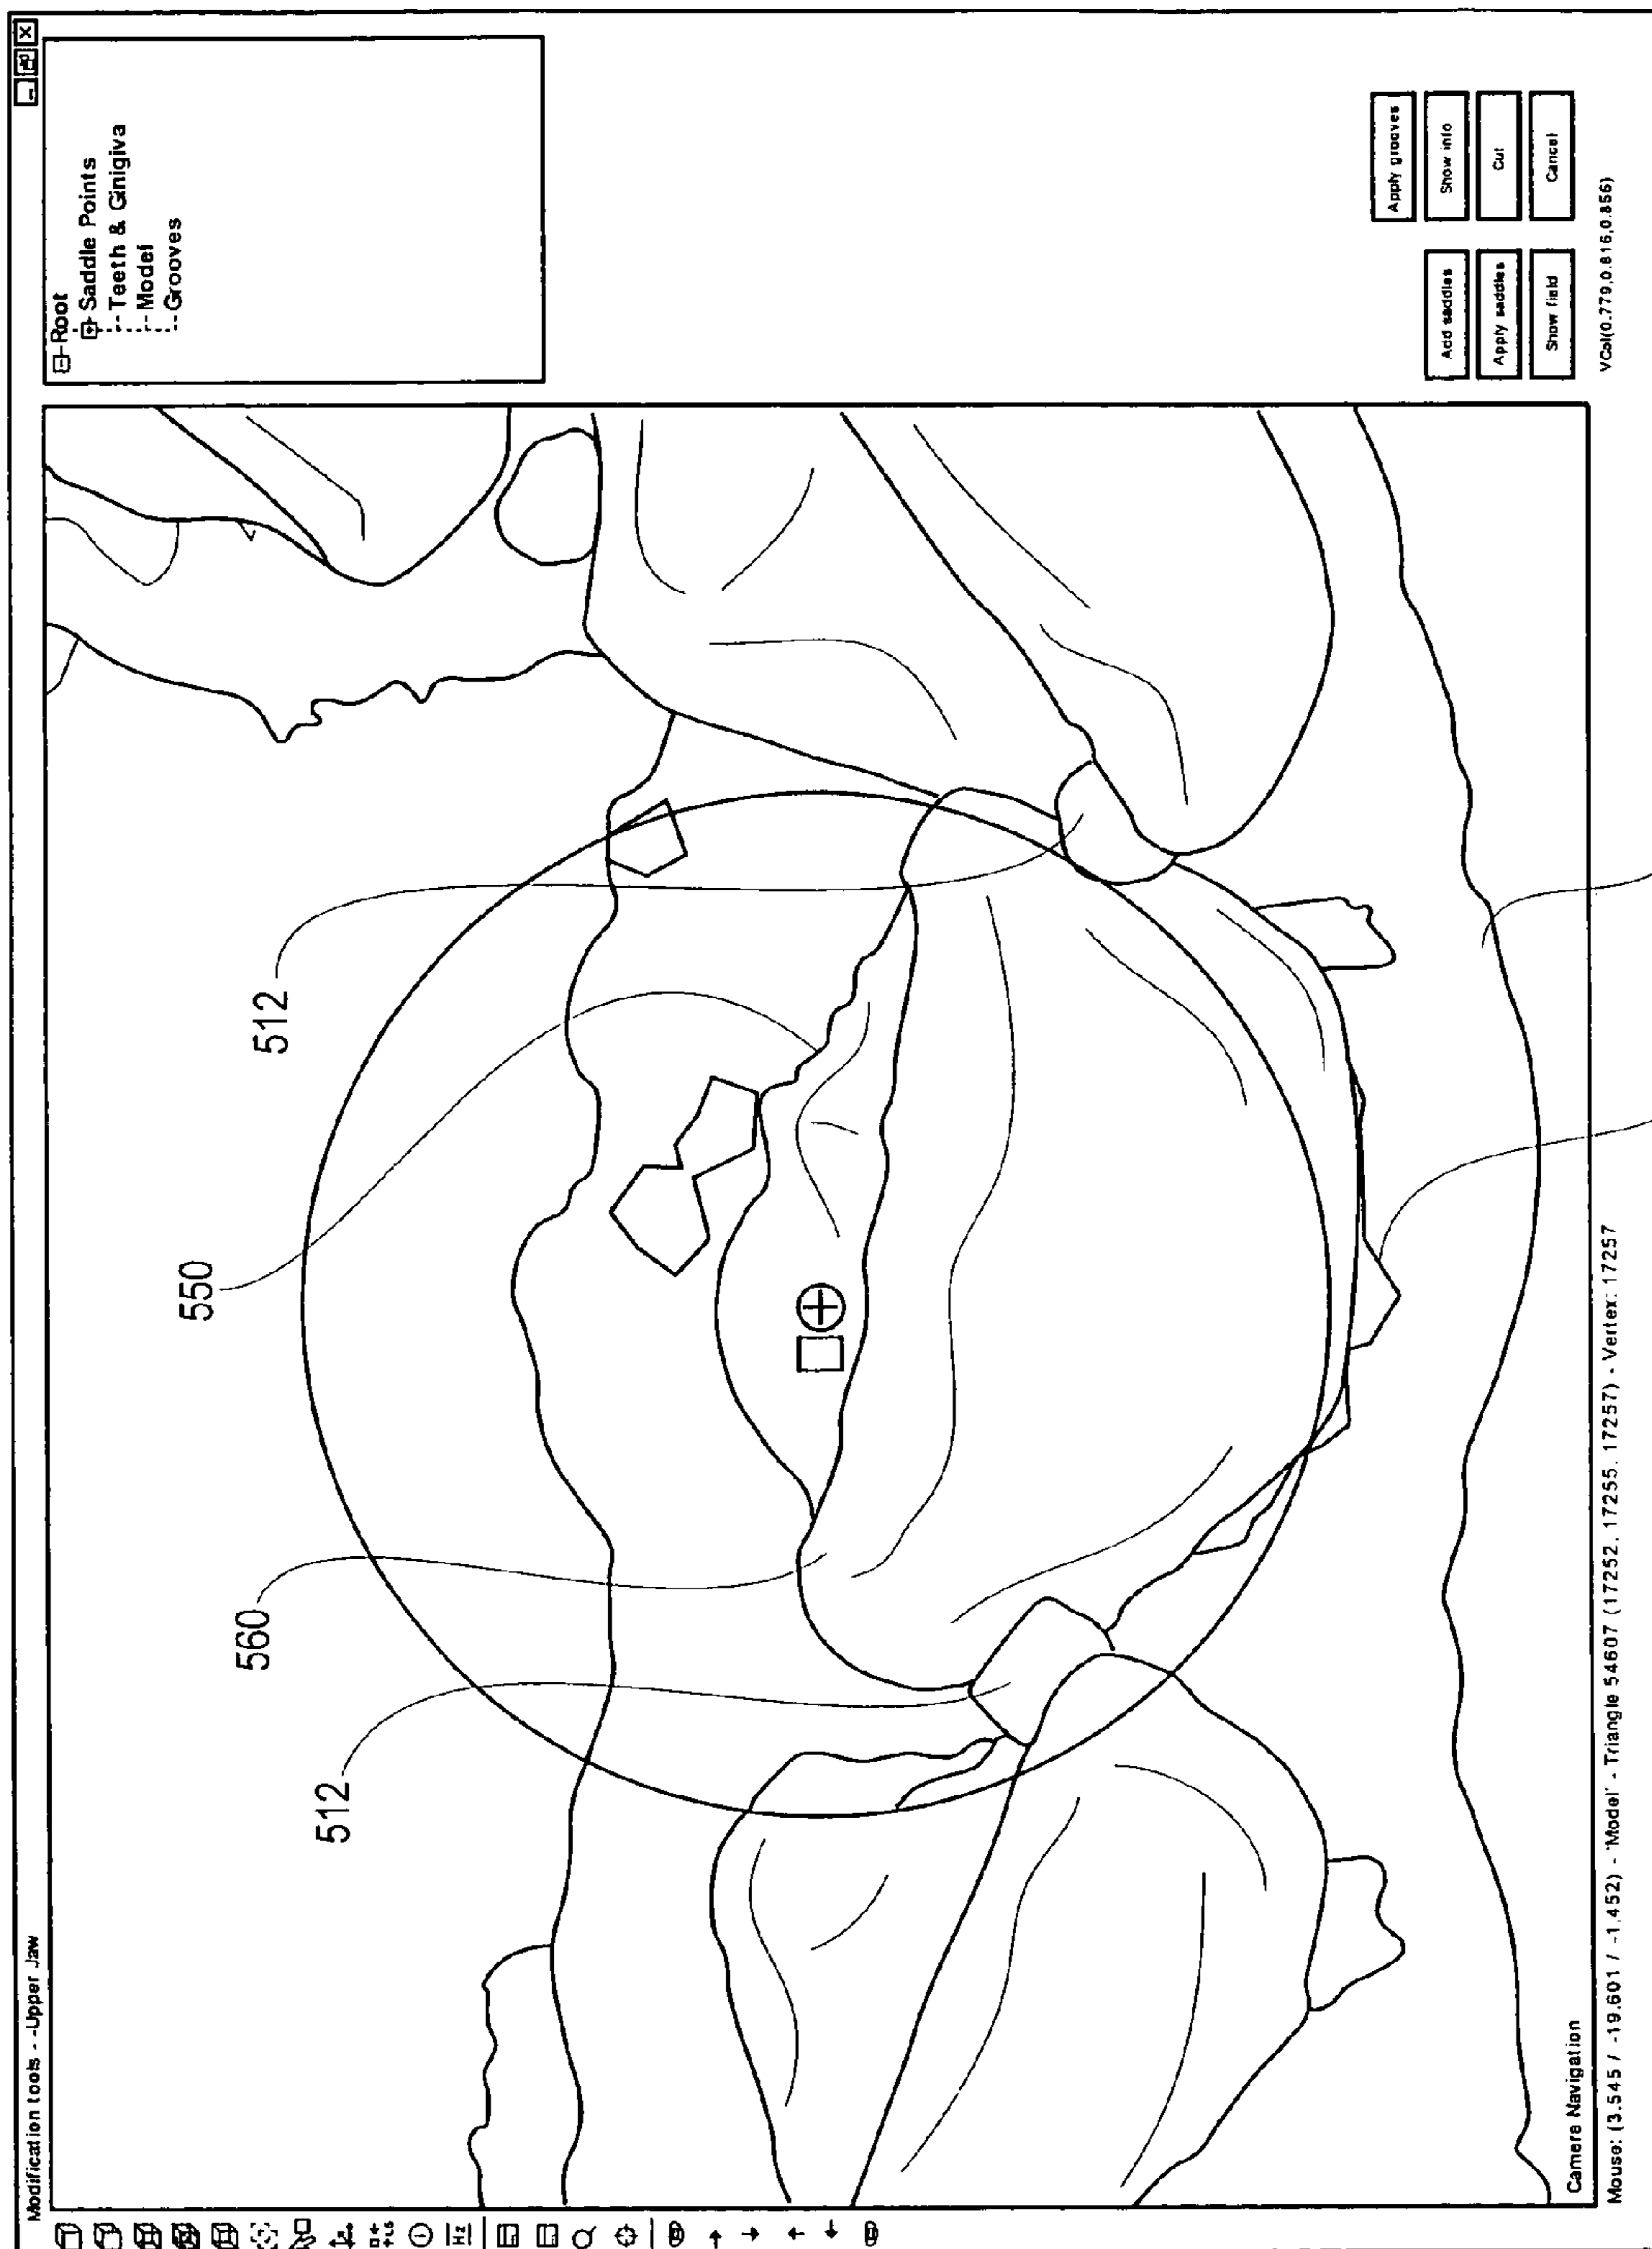 Modification tools - -Upper Jaw
Root
Saddle Points
Teeth & Ginigiva
Model
Grooves
512
550
560
512
Apply grooves
Add saddles
Show info
Apply saddles
Cut
Show field
Cancel
VCol(0.779,0.816,0.856)
Hz
Camera Navigation
Mouse: (3.545 / -19.601 / -1.452) - 'Model' - Triangle 54607 (17252, 17255, 17257) - Vertex: 17257